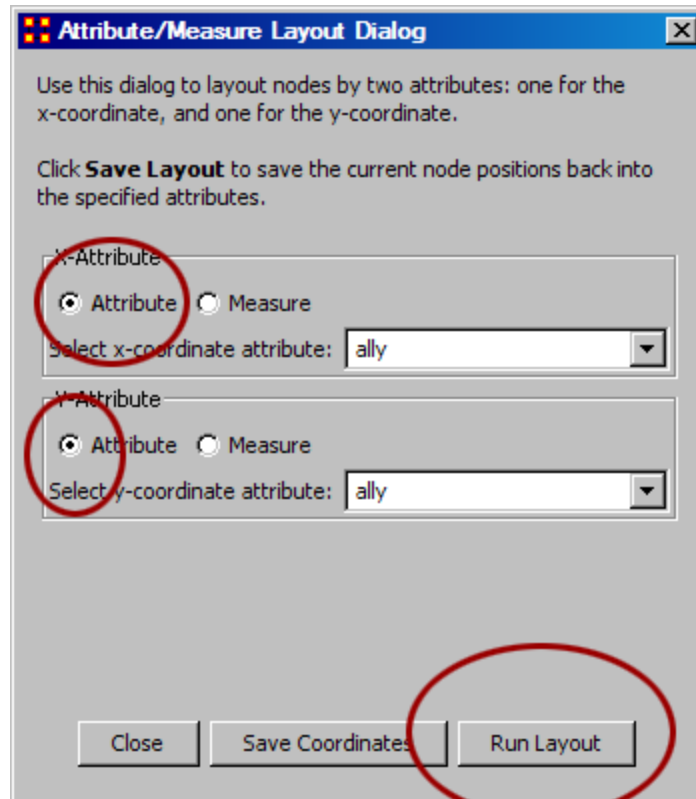 Attribute/Measure Layout Dialog
Use this dialog to layout nodes by two attributes: one for the
x-coordinate, and one for the y-coordinate.
Click Save Layout to save the current node positions back into
the specified attributes.
X-Attribute
Attribute Measure
Select x-coordinate attribute: ally
Y-Attribute
Attribute Measure
Select y-coordinate attribute: ally
Close Save Coordinates Run Layout